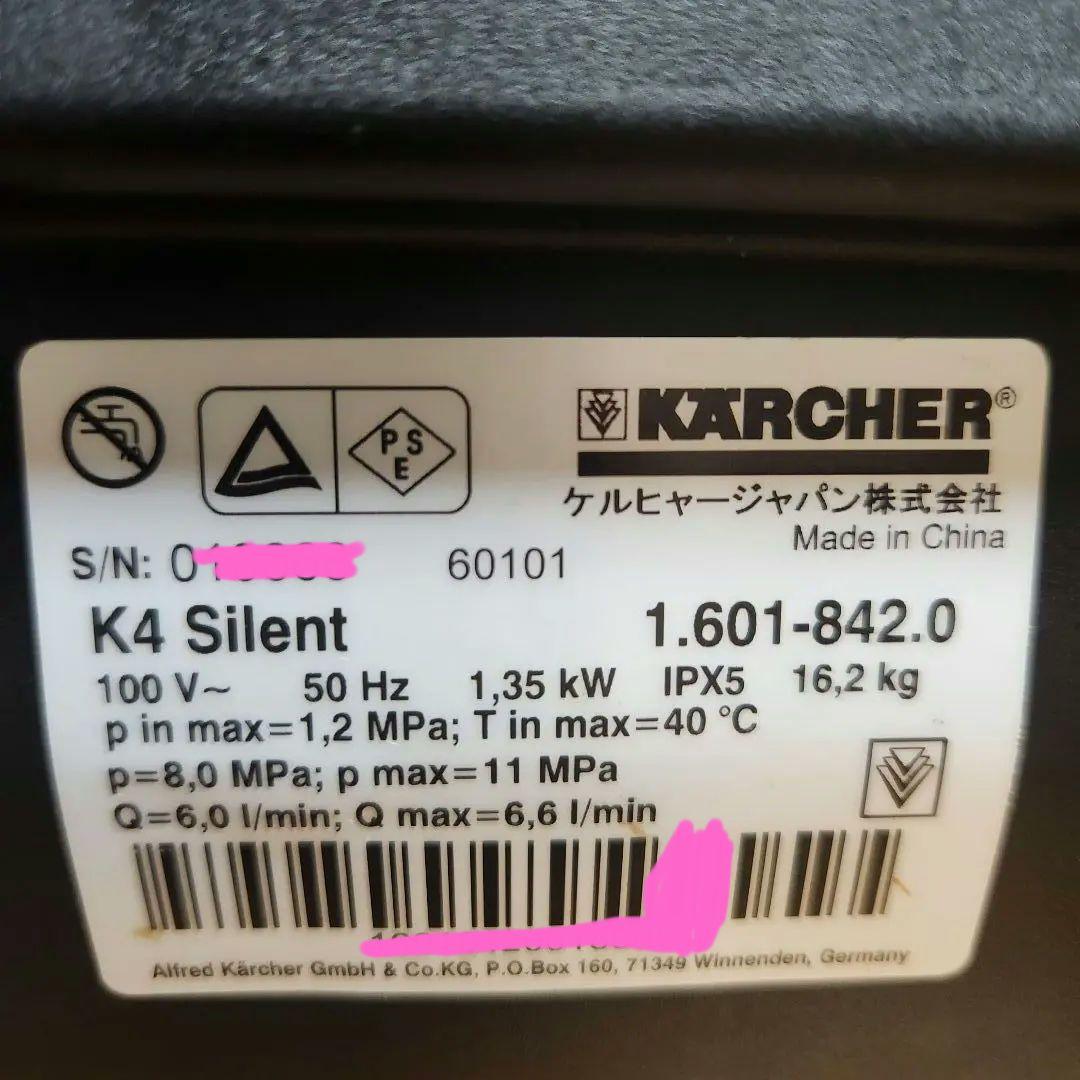 PSE
KÄRCHER®
ケルヒャージャパン株式会社
Made in China
S/N: 0 60101
K4 Silent 1.601-842.0
100 V~ 50 Hz 1,35 kW IPX5 16,2 kg
p in max=1,2 MPa; T in max=40 °C
p=8,0 MPa; p max=11 MPa
Q=6,0 l/min; Q max=6,6 l/min
Alfred Kärcher GmbH & Co.KG, P.O.Box 160, 71349 Winnenden, Germany